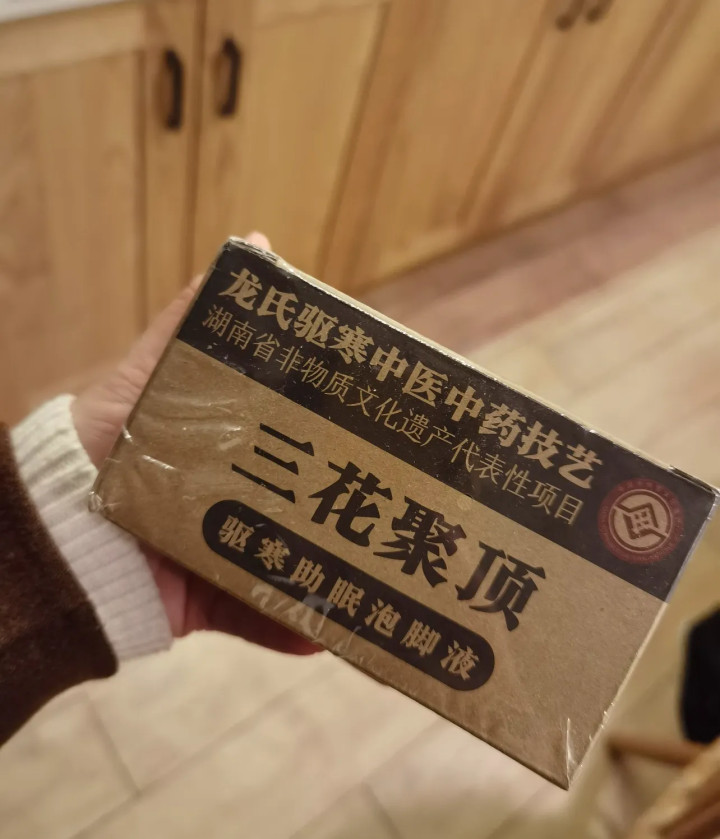 龙氏驱寒中医中药技艺
湖南省非物质文化遗产代表性项目
三花聚顶
驱寒助眠泡脚液